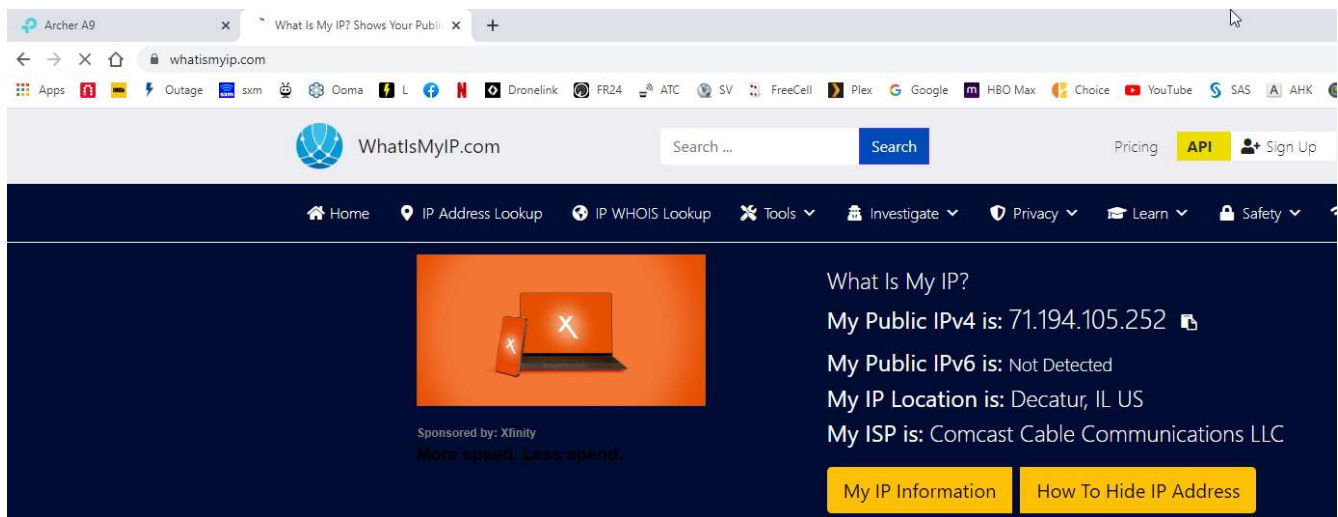 Archer A9
What Is My IP? Shows Your Publi
whatismyip.com
Apps Outage sxm Ooma L Dronelink FR24 ATC SV FreeCell Plex Google HBO Max Choice YouTube SAS AHK
WhatIsMyIP.com Search ... Search Pricing API Sign Up
Home IP Address Lookup IP WHOIS Lookup Tools Investigate Privacy Learn Safety
What Is My IP?
My Public IPv4 is: 71.194.105.252
My Public IPv6 is: Not Detected
My IP Location is: Decatur, IL US
My ISP is: Comcast Cable Communications LLC
X
X
Sponsored by: Xfinity
More speed. Less spend.
My IP Information How To Hide IP Address